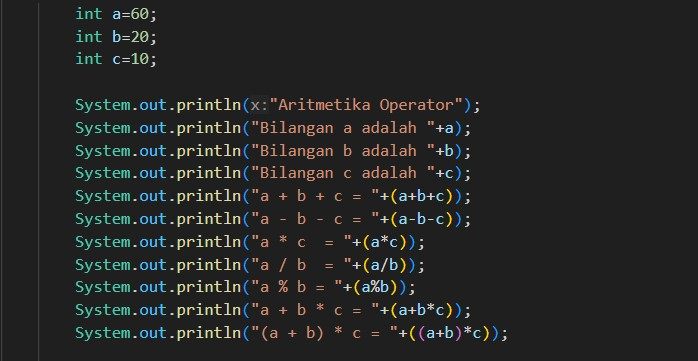 int a=60;
int b=20;
int c=10;
System.out.println(x:"Aritmetika Operator");
System.out.println("Bilangan a adalah "+a);
System.out.println("Bilangan b adalah "+b);
System.out.println("Bilangan c adalah "+c);
System.out.println("a + b + c = "+(a+b+c));
System.out.println("a - b - c = "+(a-b-c));
System.out.println("a * c  = "+(a*c));
System.out.println("a / b  = "+(a/b));
System.out.println("a % b = "+(a%b));
System.out.println("a + b * c = "+(a+b*c));
System.out.println("(a + b) * c = "+((a+b)*c));